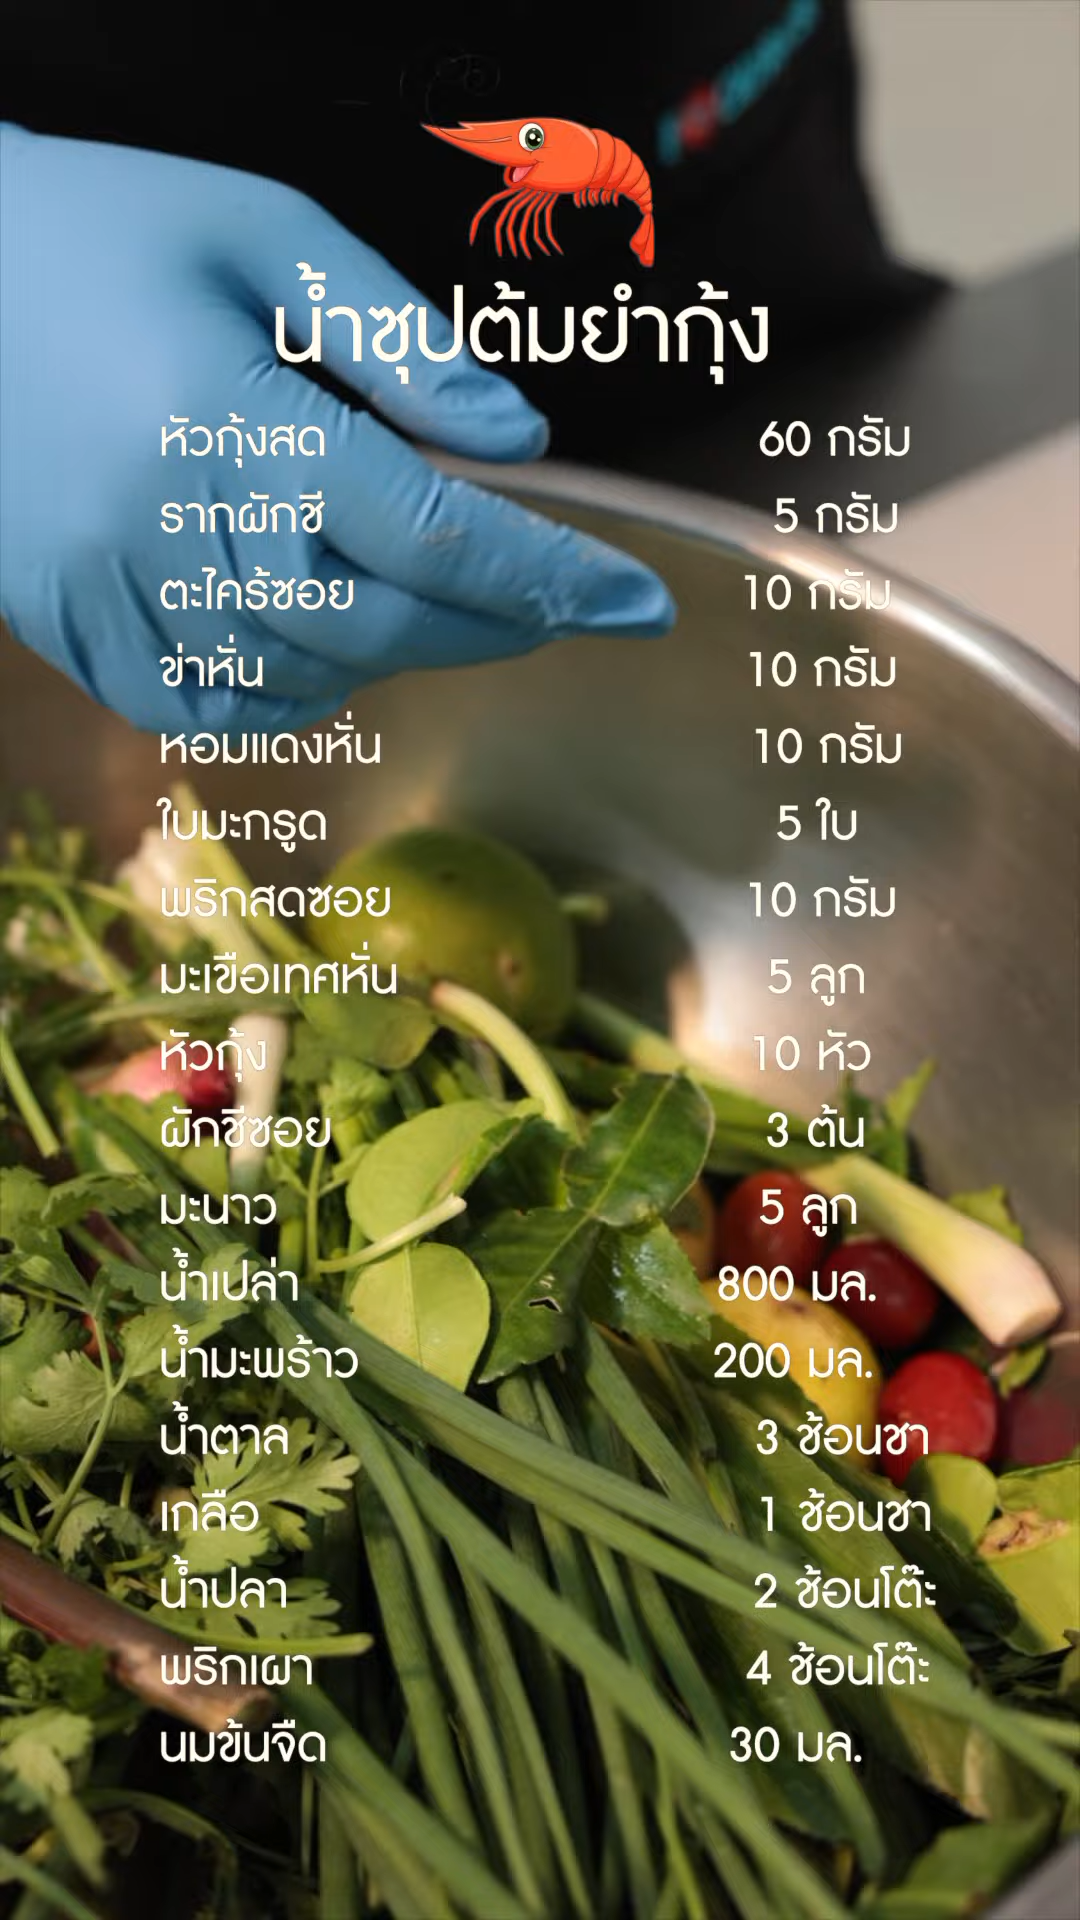 น้ำซุปต้มยำกุ้ง
หัวกุ้งสด 60 กรัม
รากผักชี 5 กรัม
ตะไคร้ซอย 10 กรัม
ข่าหั่น 10 กรัม
หอมแดงหั่น 10 กรัม
ใบมะกรูด 5 ใบ
พริกสดซอย 10 กรัม
มะเขือเทศหั่น 5 ลูก
หัวกุ้ง 10 หัว
ผักชีซอย 3 ต้น
มะนาว 5 ลูก
น้ำเปล่า 800 มล.
น้ำมะพร้าว 200 มล.
น้ำตาล 3 ช้อนชา
เกลือ 1 ช้อนชา
น้ำปลา 2 ช้อนโต๊ะ
พริกเผา 4 ช้อนโต๊ะ
นมข้นจืด 30 มล.